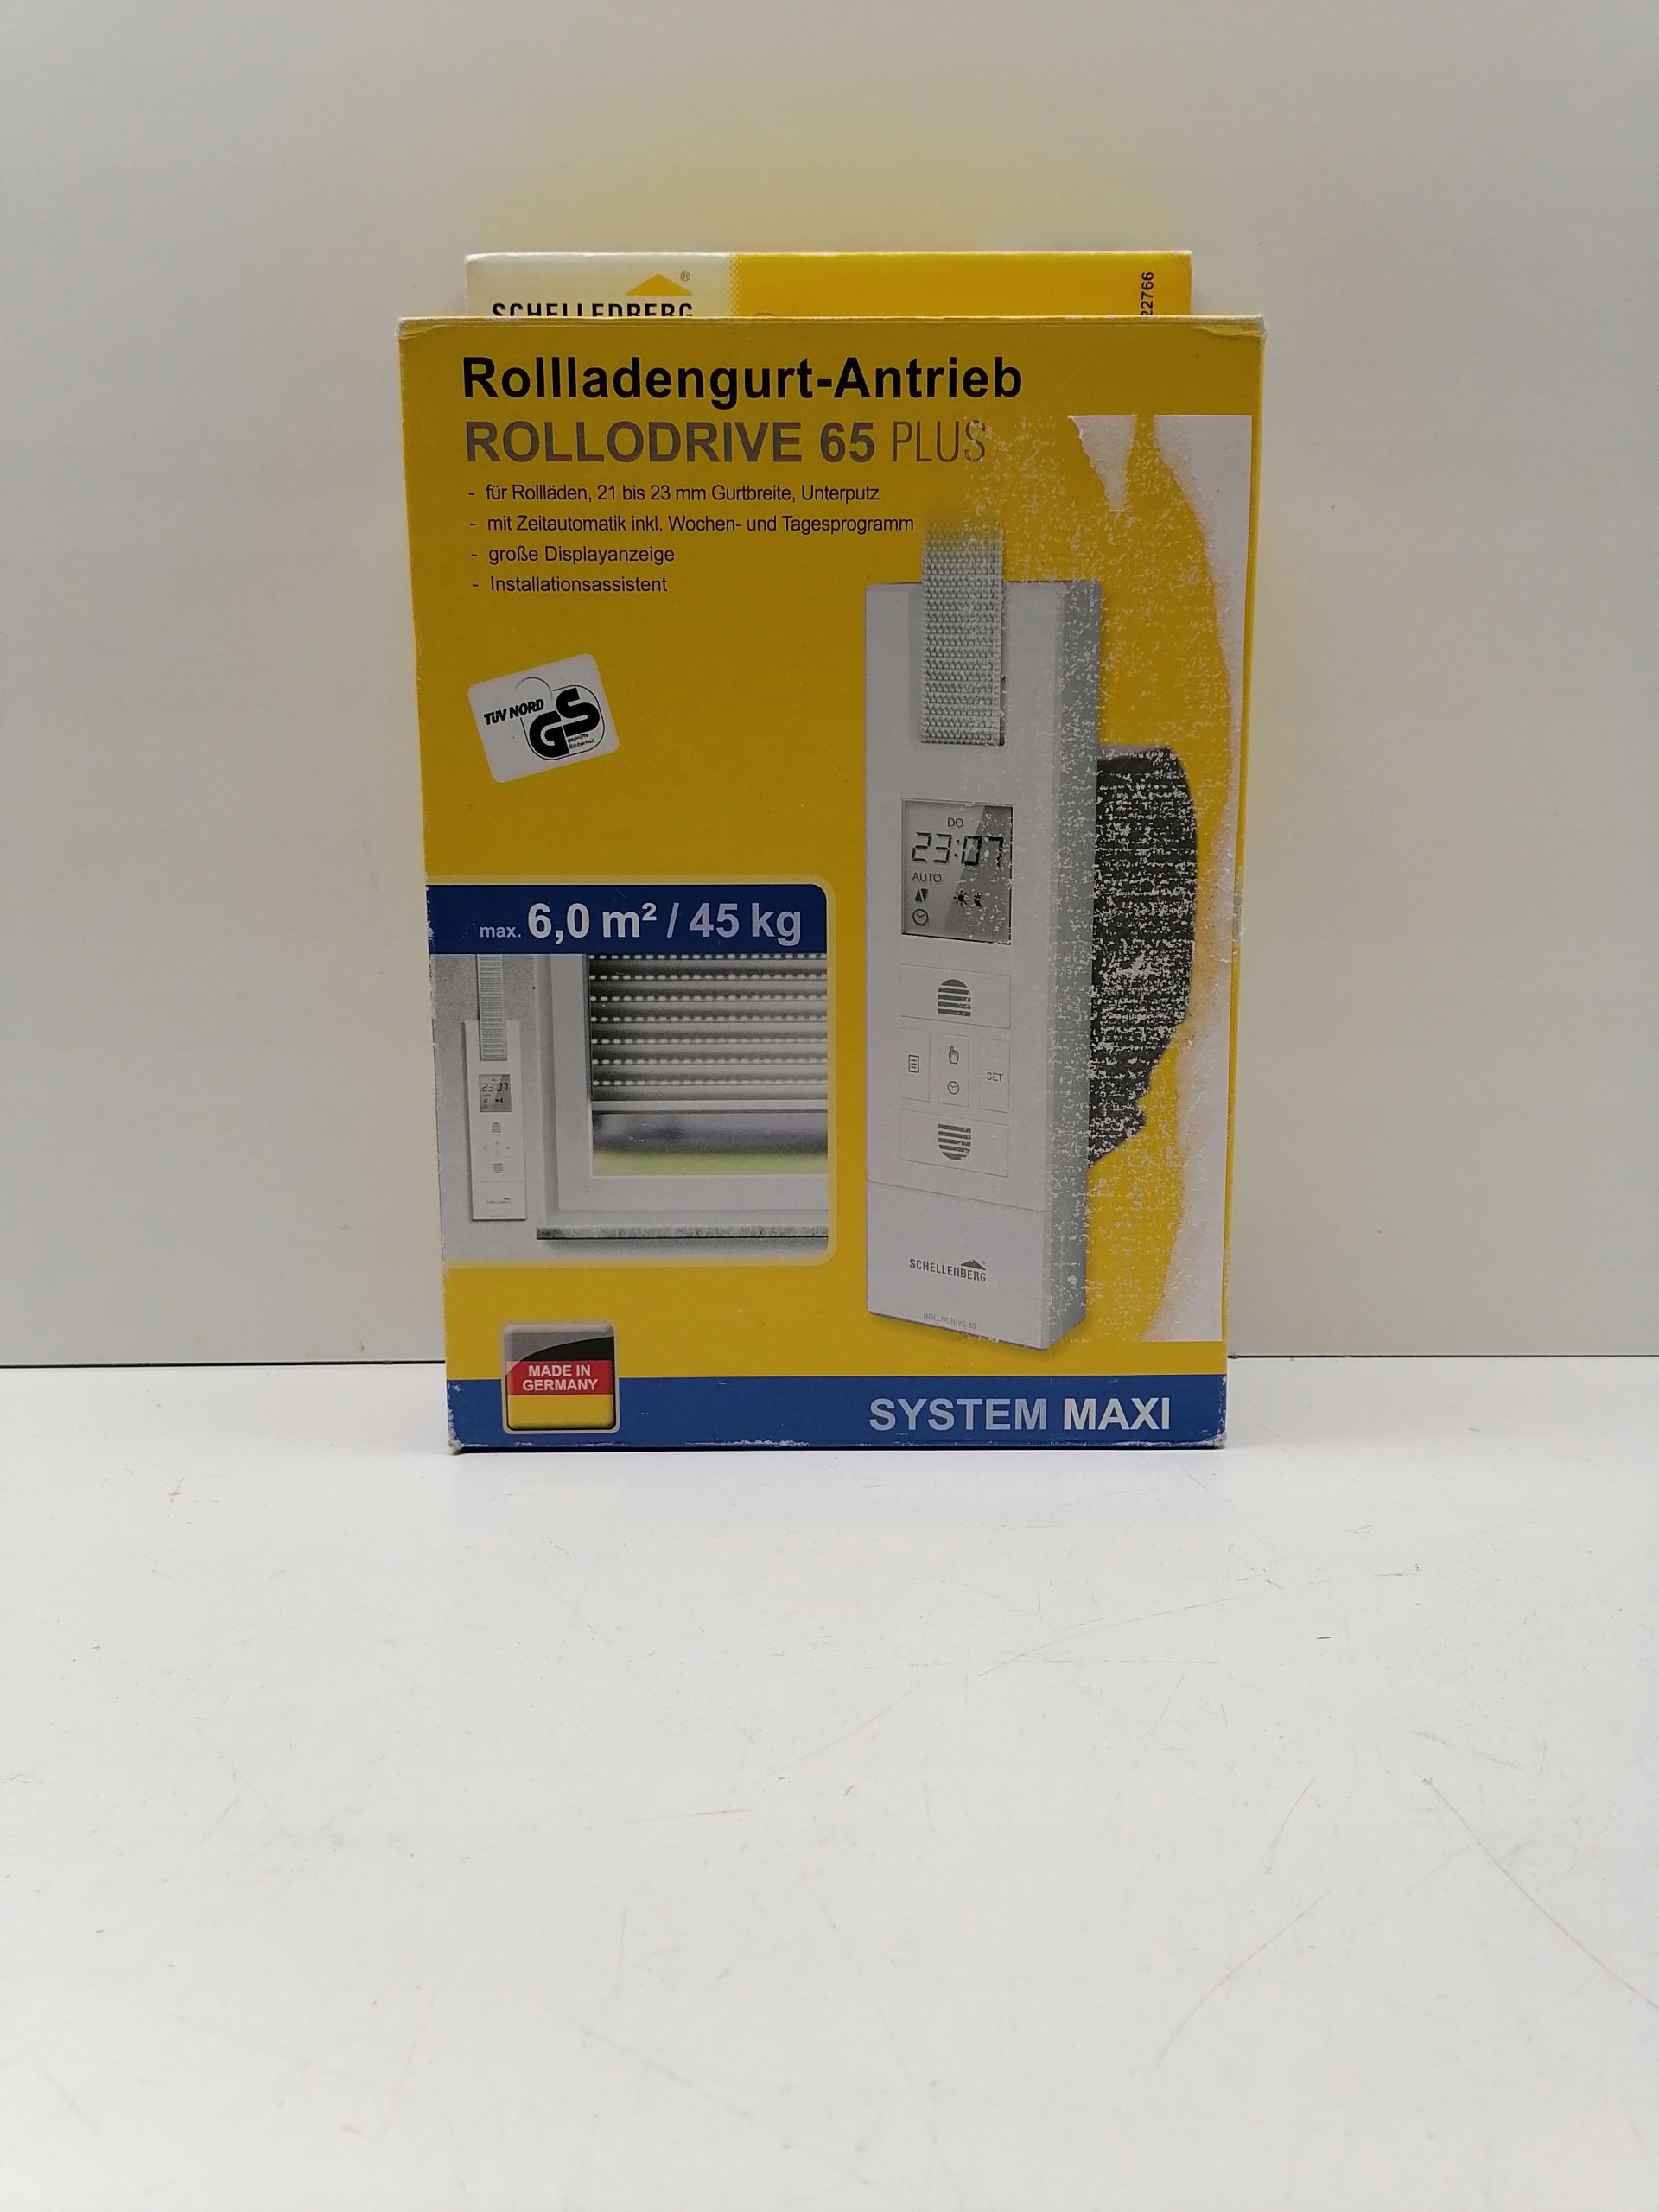 SCHELLENBERG
®
22766
Rollladengurt-Antrieb
ROLLODRIVE 65 PLUS
- für Rollläden, 21 bis 23 mm Gurtbreite, Unterputz
- mit Zeitautomatik inkl. Wochen- und Tagesprogramm
- große Displayanzeige
- Installationsassistent
TÜV NORD
GS
geprüfte
Sicherheit
DO
23:07
AUTO
max. 6,0 m² / 45 kg
23:07
SET
SCHELLENBERG
ROLLODRIVE 65
MADE IN
GERMANY
SYSTEM MAXI